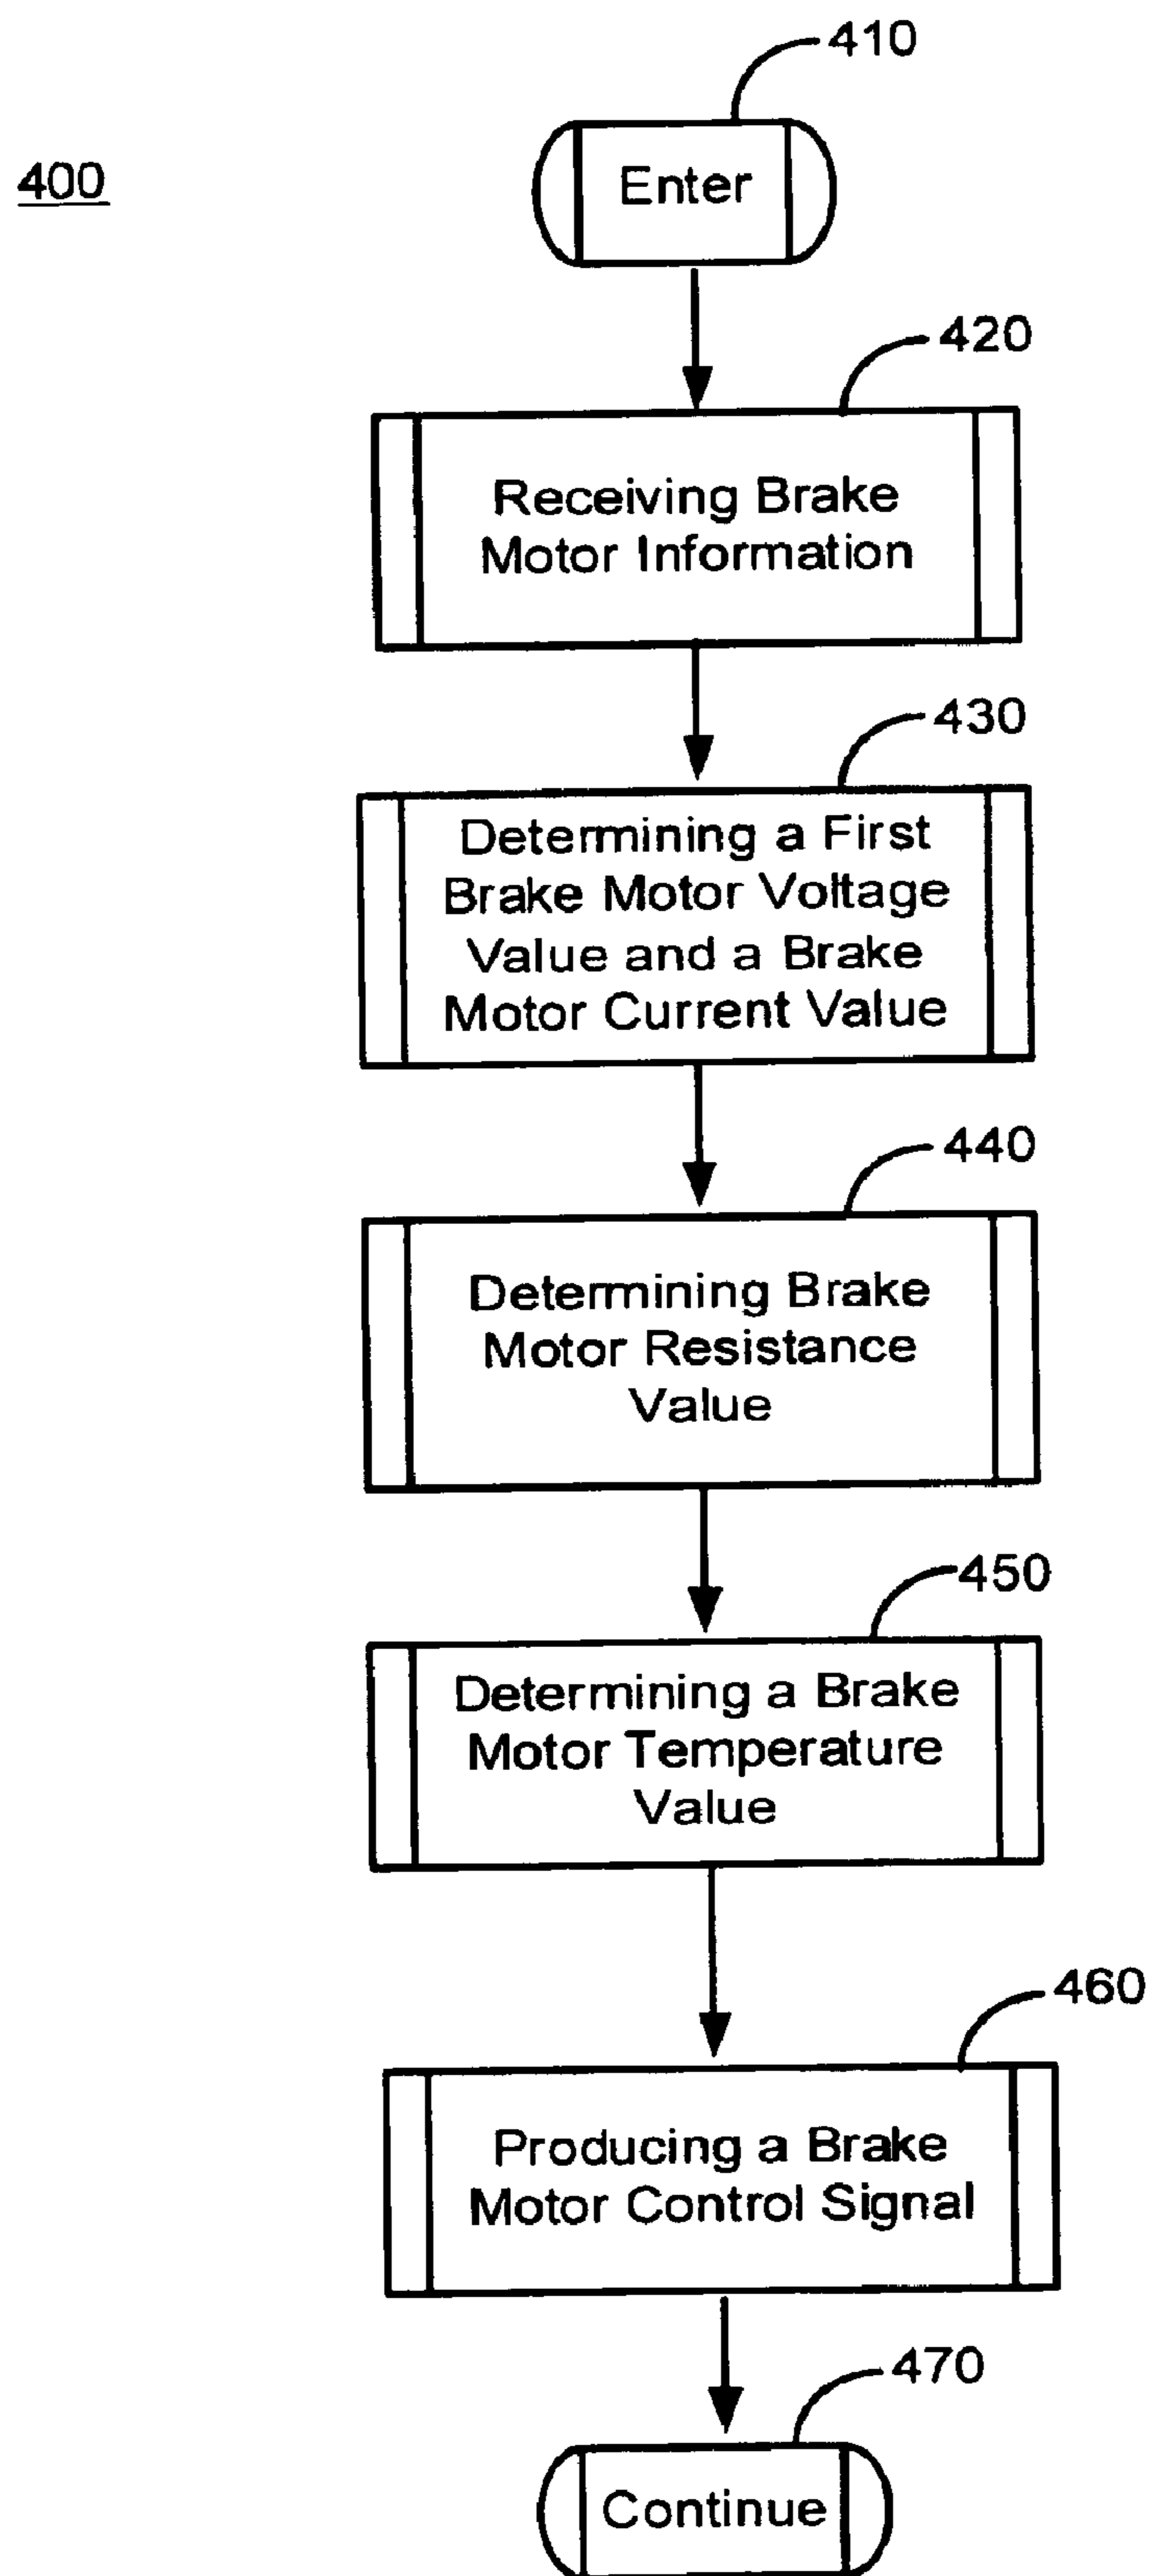 410
400
Enter
420
Receiving Brake
Motor Information
430
Determining a First
Brake Motor Voltage
Value and a Brake
Motor Current Value
440
Determining Brake
Motor Resistance
Value
450
Determining a Brake
Motor Temperature
Value
460
Producing a Brake
Motor Control Signal
470
Continue